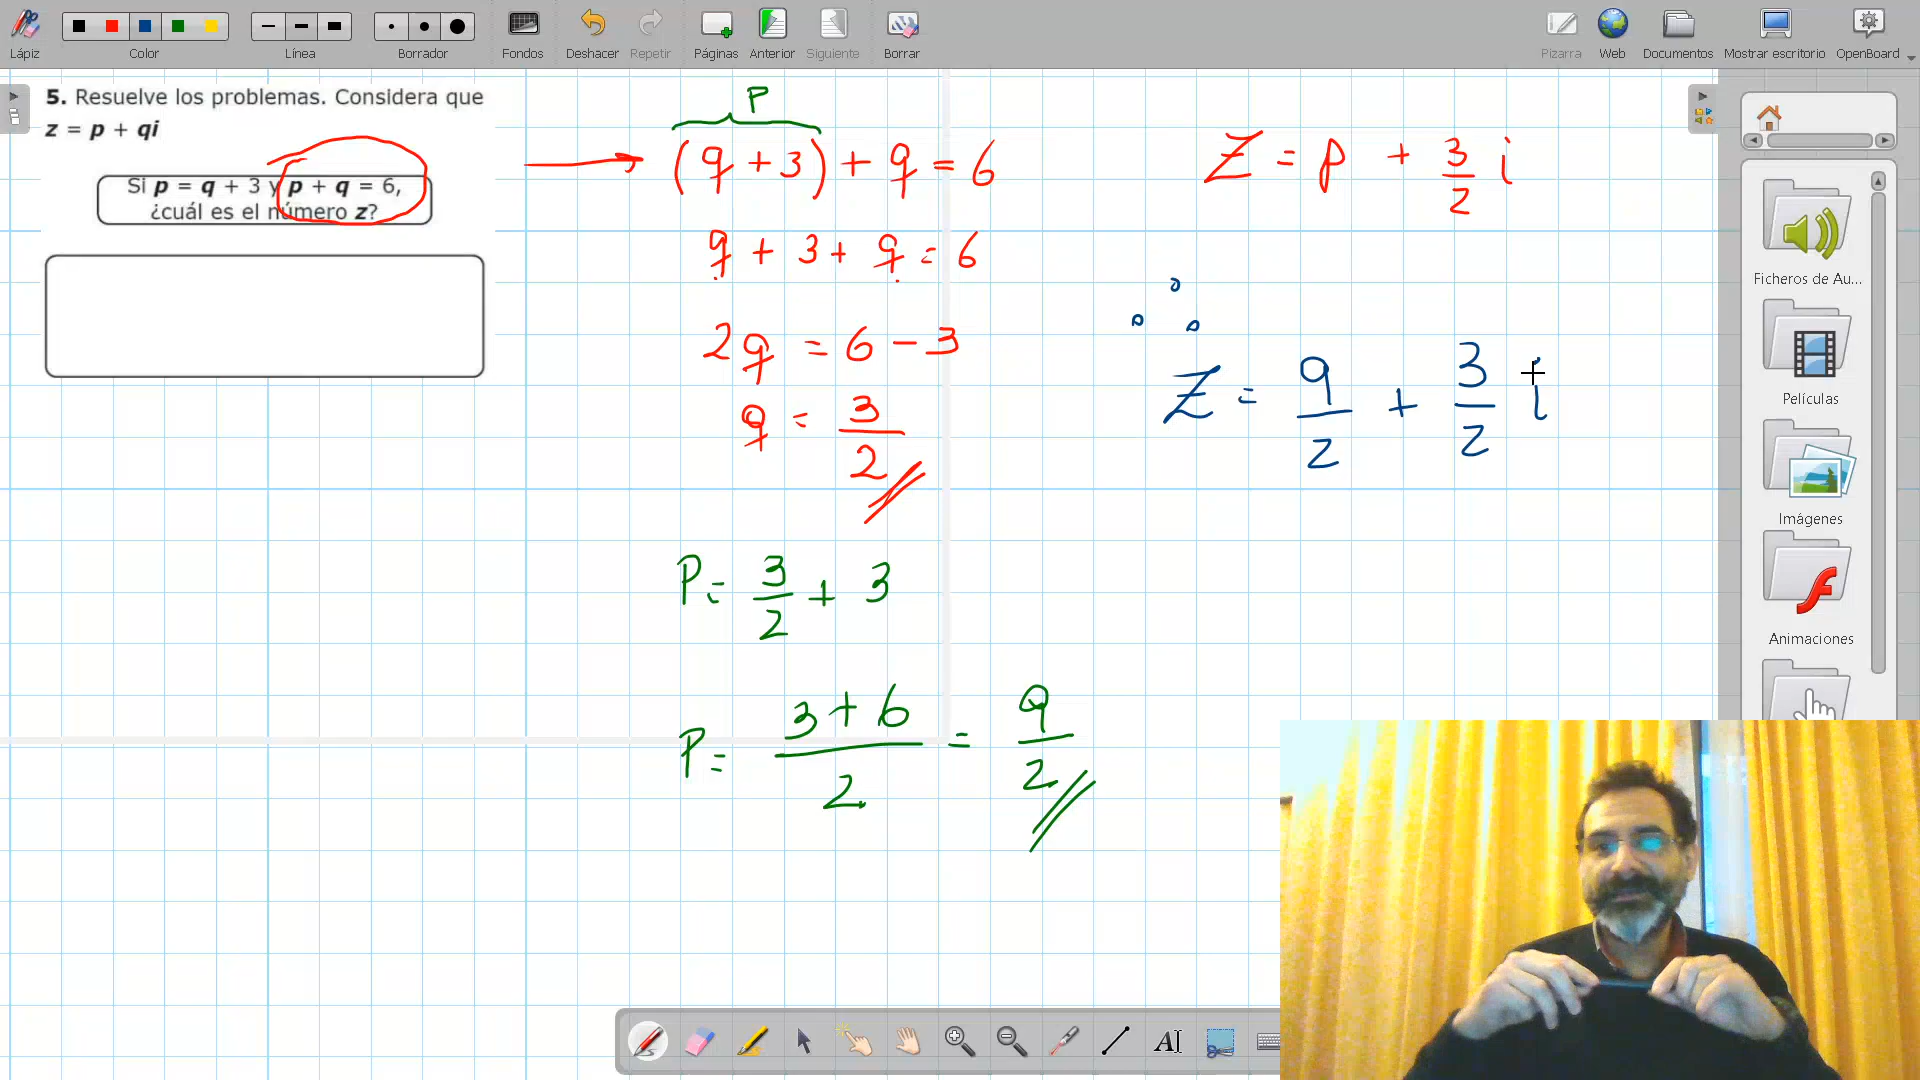 Lápiz Color Línea Borrador Fondos Deshacer Repetir Páginas Anterior Siguiente Borrar Pizarra Web Documentos Mostrar escritorio OpenBoard
5. Resuelve los problemas. Considera que
z = p + qi
Si p = q + 3 y p + q = 6,
¿cuál es el número z?
P
(q + 3) + q = 6
q + 3 + q = 6
2q = 6 - 3
q = 3/2
P = 3/2 + 3
P = (3 + 6)/2 = 9/2
Z = p + 3/2 i
Z = 9/2 + 3/2 i
Ficheros de Au...
Películas
Imágenes
Animaciones
AI